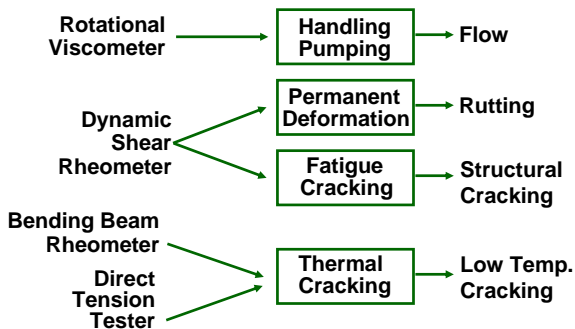 Rotational
Viscometer
Handling
Pumping
Flow
Permanent
Deformation
Rutting
Dynamic
Shear
Rheometer
Fatigue
Cracking
Structural
Cracking
Bending Beam
Rheometer
Direct
Tension
Tester
Thermal
Cracking
Low Temp.
Cracking